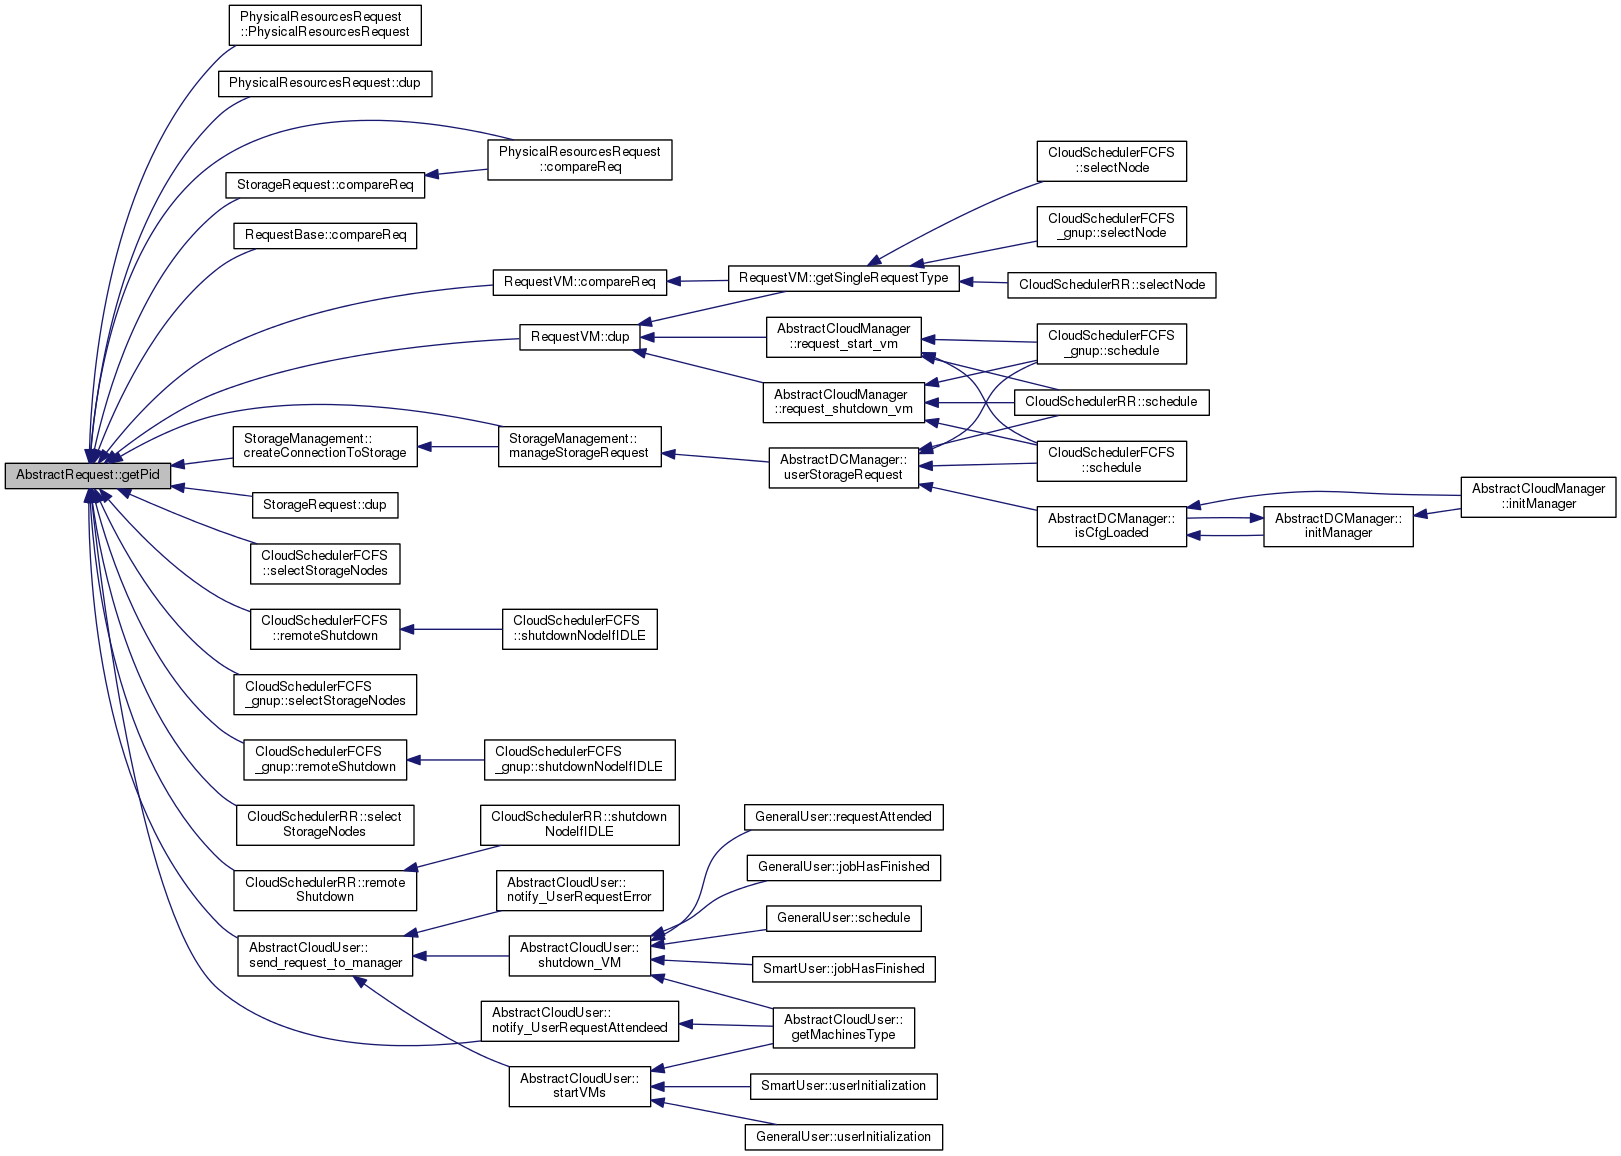 PhysicalResourcesRequest
::PhysicalResourcesRequest
PhysicalResourcesRequest::dup
PhysicalResourcesRequest
::compareReq
StorageRequest::compareReq
RequestBase::compareReq
RequestVM::compareReq
RequestVM::getSingleRequestType
CloudSchedulerFCFS
::selectNode
CloudSchedulerFCFS
_gnup::selectNode
CloudSchedulerRR::selectNode
RequestVM::dup
AbstractCloudManager
::request_start_vm
CloudSchedulerFCFS
_gnup::schedule
AbstractCloudManager
::request_shutdown_vm
CloudSchedulerRR::schedule
StorageManagement::
createConnectionToStorage
StorageManagement::
manageStorageRequest
AbstractDCManager::
userStorageRequest
CloudSchedulerFCFS
::schedule
AbstractRequest::getPid
StorageRequest::dup
AbstractDCManager::
isCfgLoaded
AbstractDCManager::
initManager
AbstractCloudManager
::initManager
CloudSchedulerFCFS
::selectStorageNodes
CloudSchedulerFCFS
::remoteShutdown
CloudSchedulerFCFS
::shutdownNodeIfIDLE
CloudSchedulerFCFS
_gnup::selectStorageNodes
CloudSchedulerFCFS
_gnup::remoteShutdown
CloudSchedulerFCFS
_gnup::shutdownNodeIfIDLE
CloudSchedulerRR::select
StorageNodes
CloudSchedulerRR::shutdown
NodeIfIDLE
CloudSchedulerRR::remote
Shutdown
AbstractCloudUser::
notify_UserRequestError
AbstractCloudUser::
send_request_to_manager
AbstractCloudUser::
shutdown_VM
GeneralUser::requestAttended
GeneralUser::jobHasFinished
GeneralUser::schedule
SmartUser::jobHasFinished
AbstractCloudUser::
notify_UserRequestAttendeed
AbstractCloudUser::
getMachinesType
AbstractCloudUser::
startVMs
SmartUser::userInitialization
GeneralUser::userInitialization